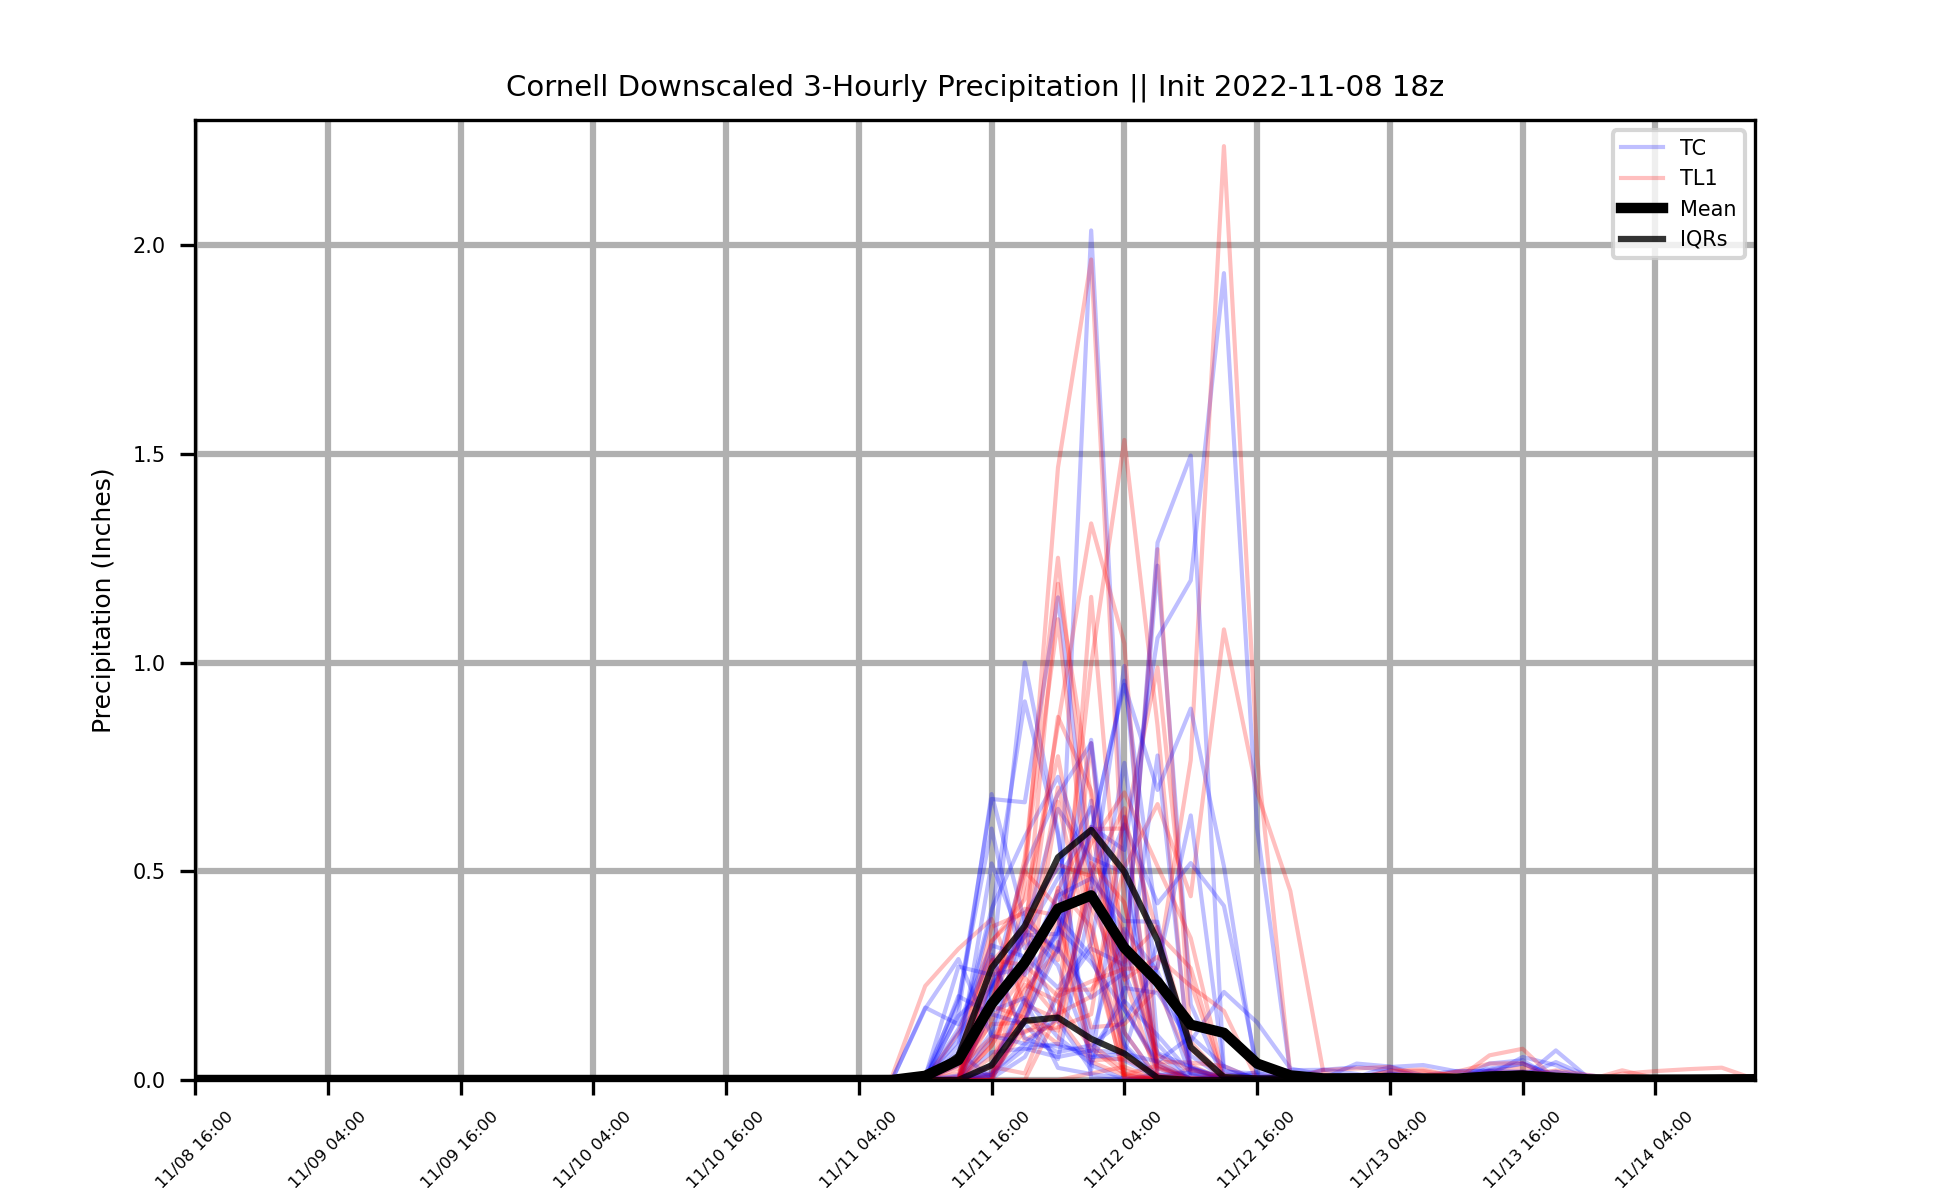 Cornell Downscaled 3-Hourly Precipitation || Init 2022-11-08 18z
TC
TL1
Mean
IQRs
Precipitation (Inches)
2.0
1.5
1.0
0.5
0.0
11/08 16:00
11/09 04:00
11/09 16:00
11/10 04:00
11/10 16:00
11/11 04:00
11/11 16:00
11/12 04:00
11/12 16:00
11/13 04:00
11/13 16:00
11/14 04:00